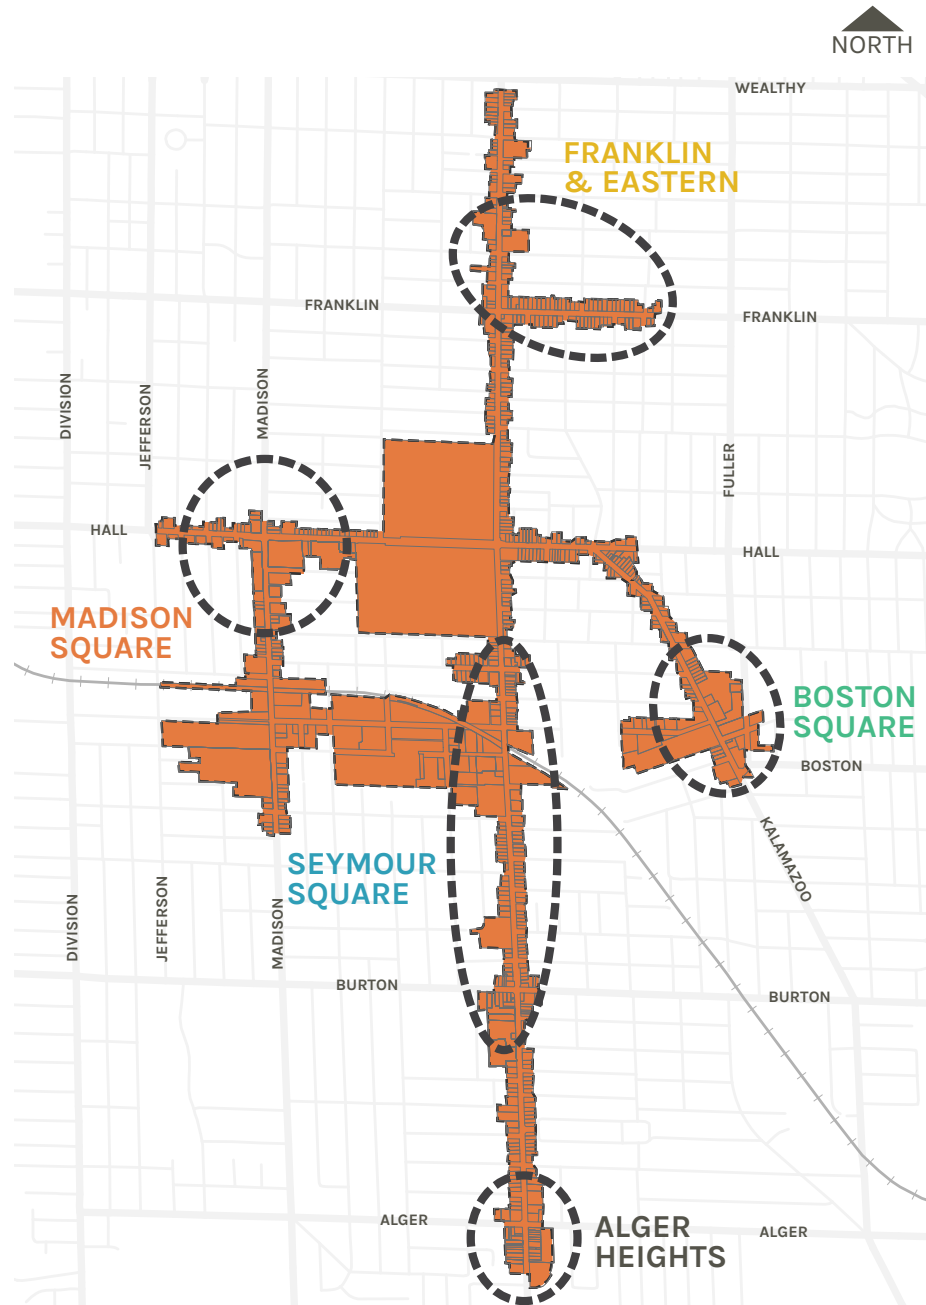 NORTH
WEALTHY
FRANKLIN
& EASTERN
FRANKLIN
FRANKLIN
DIVISION
JEFFERSON
MADISON
FULLER
HALL
HALL
MADISON
SQUARE
BOSTON
SQUARE
BOSTON
KALAMAZOO
SEYMOUR
SQUARE
DIVISION
JEFFERSON
MADISON
BURTON
BURTON
ALGER
ALGER
HEIGHTS
ALGER